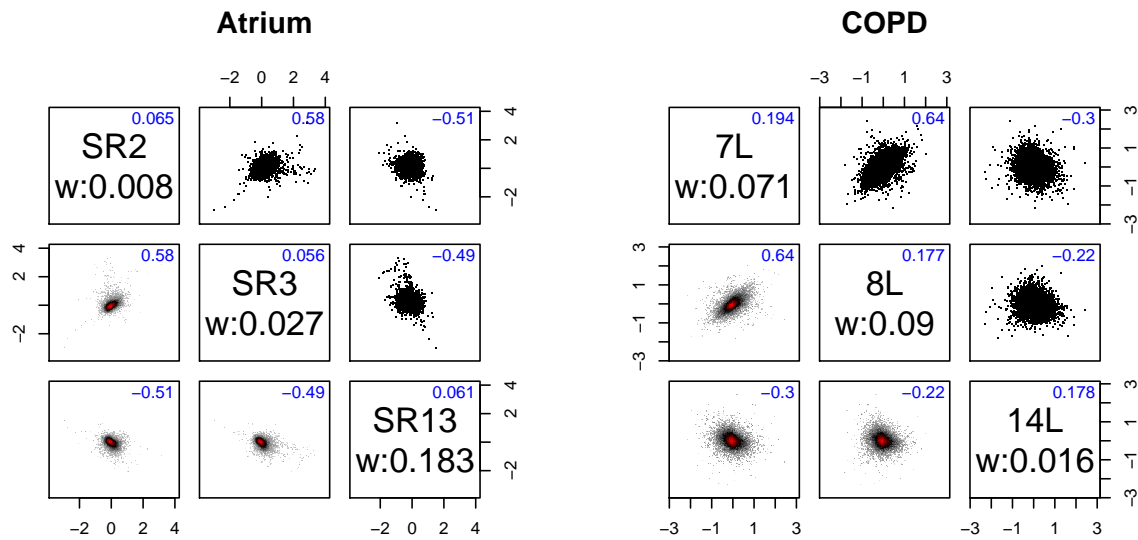 Atrium
COPD
−2 0 2 4
−3 −1 1 3
0.065
SR2
w:0.008
0.58
−0.51
4
2
−2
0.194
7L
w:0.071
0.64
−0.3
3
1
−1
−3
4
2
−2
0.58
0.056
SR3
w:0.027
−0.49
3
1
−1
−3
0.64
0.177
8L
w:0.09
−0.22
−0.51
−0.49
0.061
SR13
w:0.183
4
2
−2
−0.3
−0.22
0.178
14L
w:0.016
3
1
−1
−3
−2 0 2 4
−2 0 2 4
−3 −1 1 3
−3 −1 1 3